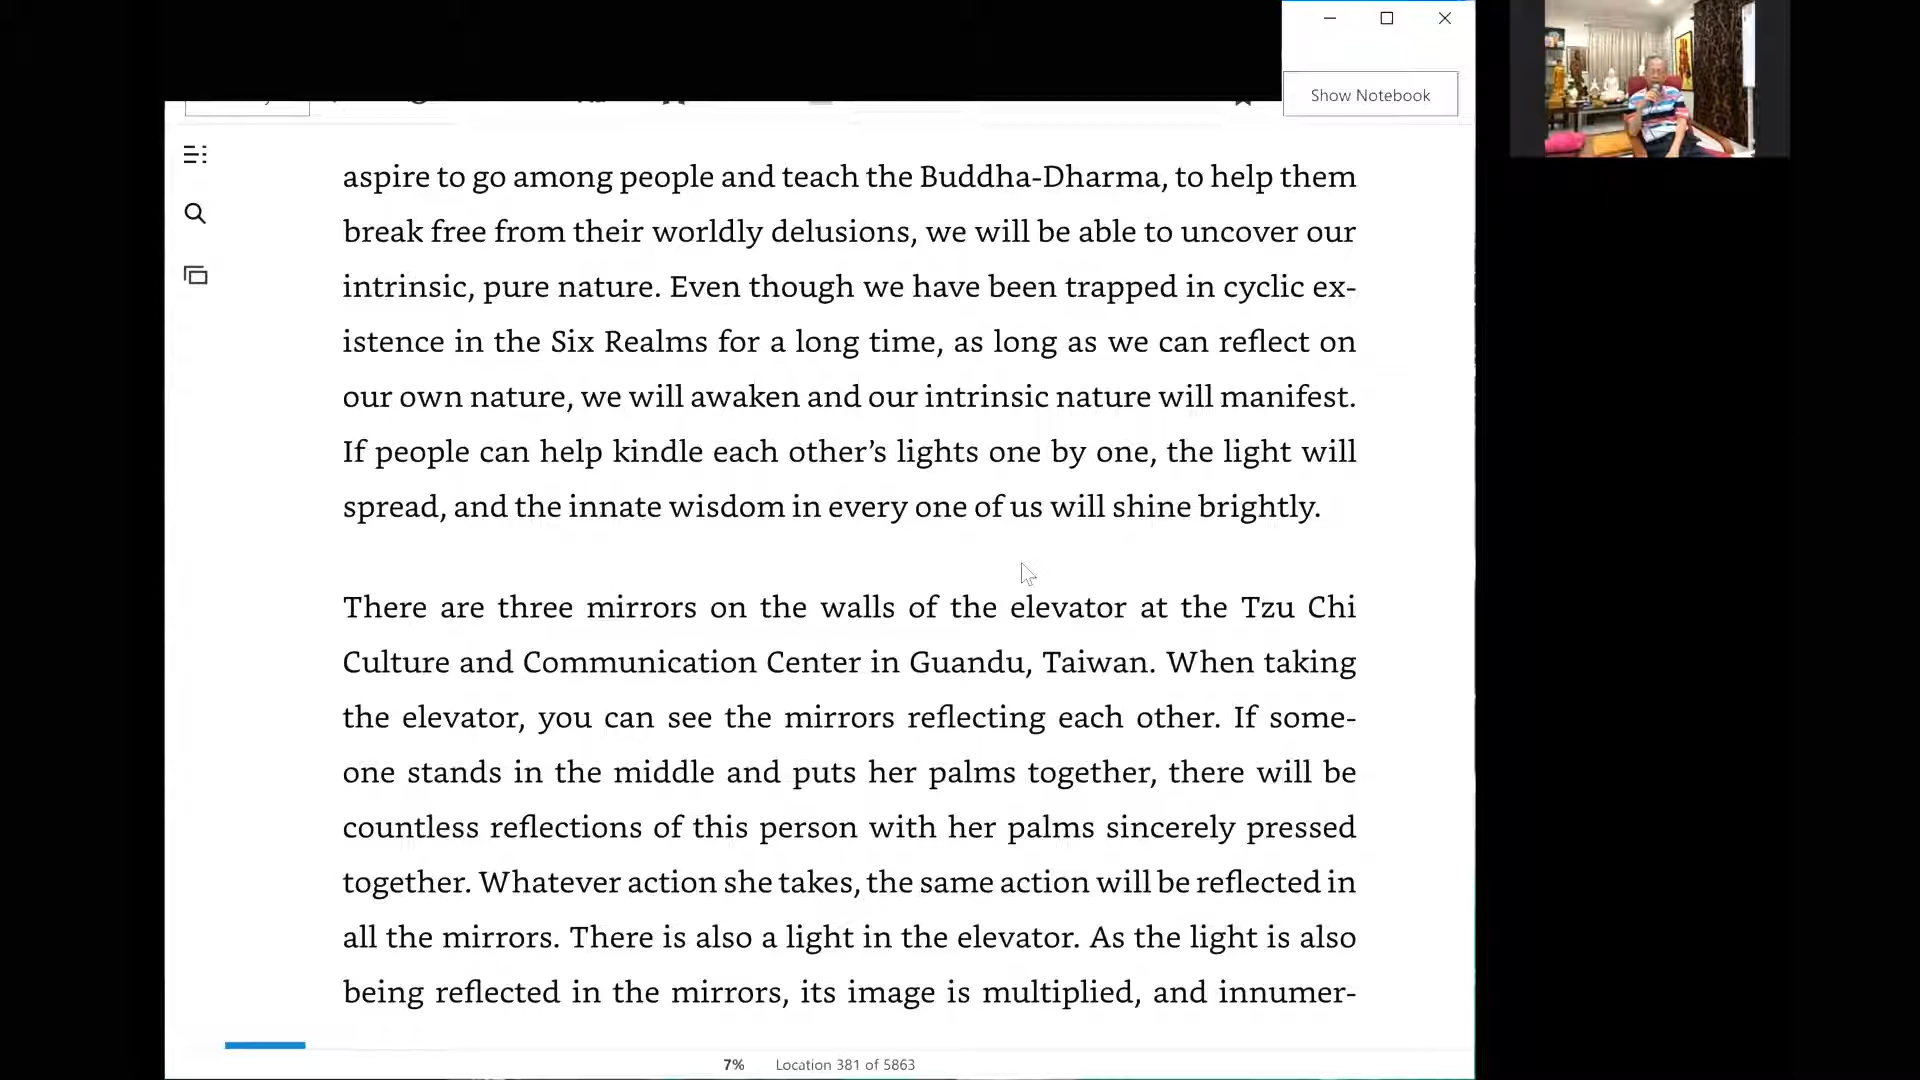 Show Notebook
aspire to go among people and teach the Buddha-Dharma, to help them
break free from their worldly delusions, we will be able to uncover our
intrinsic, pure nature. Even though we have been trapped in cyclic ex-
istence in the Six Realms for a long time, as long as we can reflect on
our own nature, we will awaken and our intrinsic nature will manifest.
If people can help kindle each other’s lights one by one, the light will
spread, and the innate wisdom in every one of us will shine brightly.
There are three mirrors on the walls of the elevator at the Tzu Chi
Culture and Communication Center in Guandu, Taiwan. When taking
the elevator, you can see the mirrors reflecting each other. If some-
one stands in the middle and puts her palms together, there will be
countless reflections of this person with her palms sincerely pressed
together. Whatever action she takes, the same action will be reflected in
all the mirrors. There is also a light in the elevator. As the light is also
being reflected in the mirrors, its image is multiplied, and innumer-
7% Location 381 of 5863